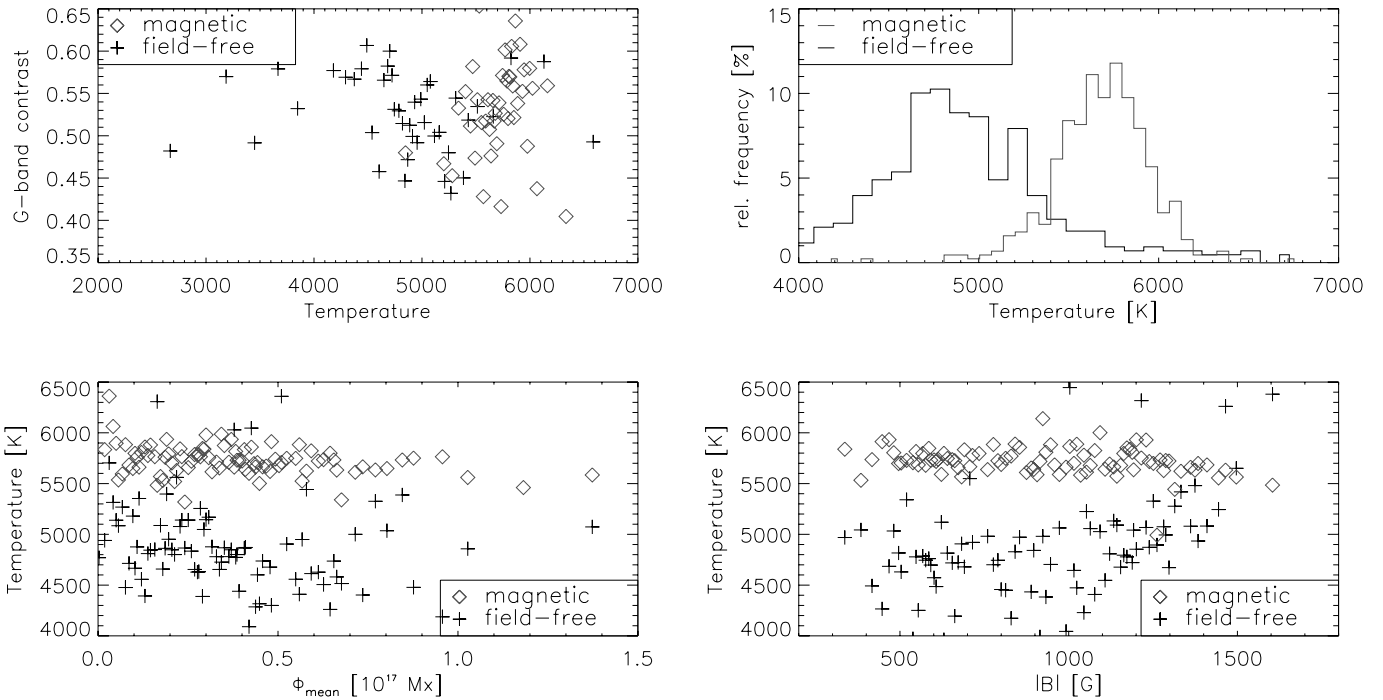 magnetic
field-free
0.65
0.60
0.55
0.50
0.45
0.40
0.35
G-band contrast
2000 3000 4000 5000 6000 7000
Temperature
magnetic
field-free
15
10
5
0
rel. frequency [%]
4000 5000 6000 7000
Temperature [K]
6500
6000
5500
5000
4500
4000
Temperature [K]
magnetic
field-free
0.0 0.5 1.0 1.5
Φmean [10¹⁷ Mx]
6500
6000
5500
5000
4500
4000
Temperature [K]
magnetic
field-free
500 1000 1500
|B| [G]